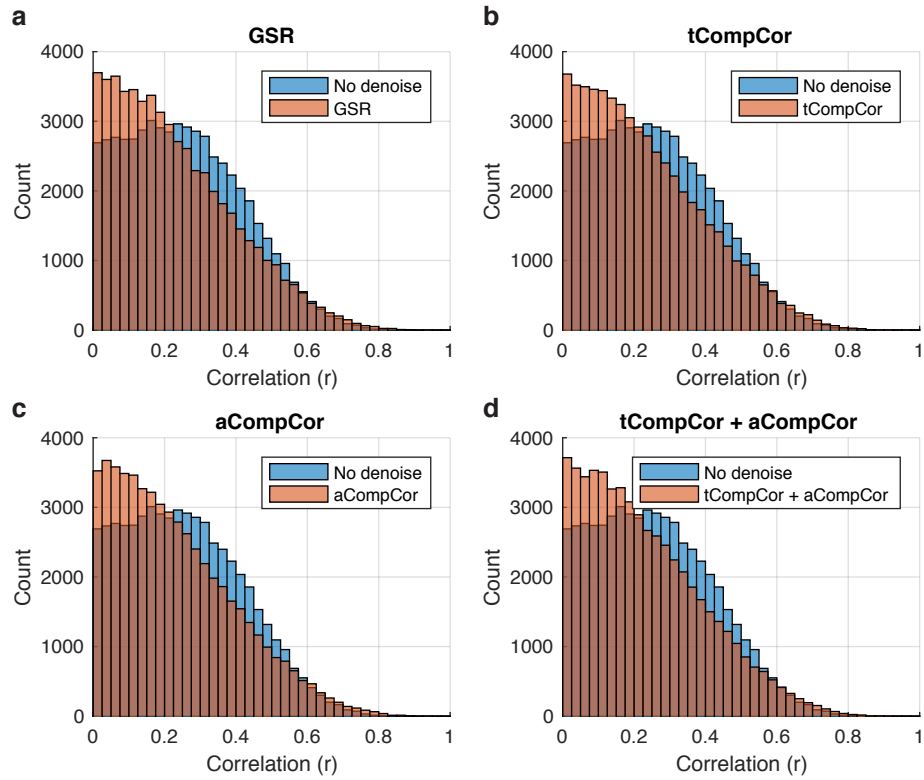 a
GSR
4000
3000
2000
1000
0
Count
No denoise
GSR
0 0.2 0.4 0.6 0.8 1
Correlation (r)
b
tCompCor
4000
3000
2000
1000
0
Count
No denoise
tCompCor
0 0.2 0.4 0.6 0.8 1
Correlation (r)
c
aCompCor
4000
3000
2000
1000
0
Count
No denoise
aCompCor
0 0.2 0.4 0.6 0.8 1
Correlation (r)
d
tCompCor + aCompCor
4000
3000
2000
1000
0
Count
No denoise
tCompCor + aCompCor
0 0.2 0.4 0.6 0.8 1
Correlation (r)